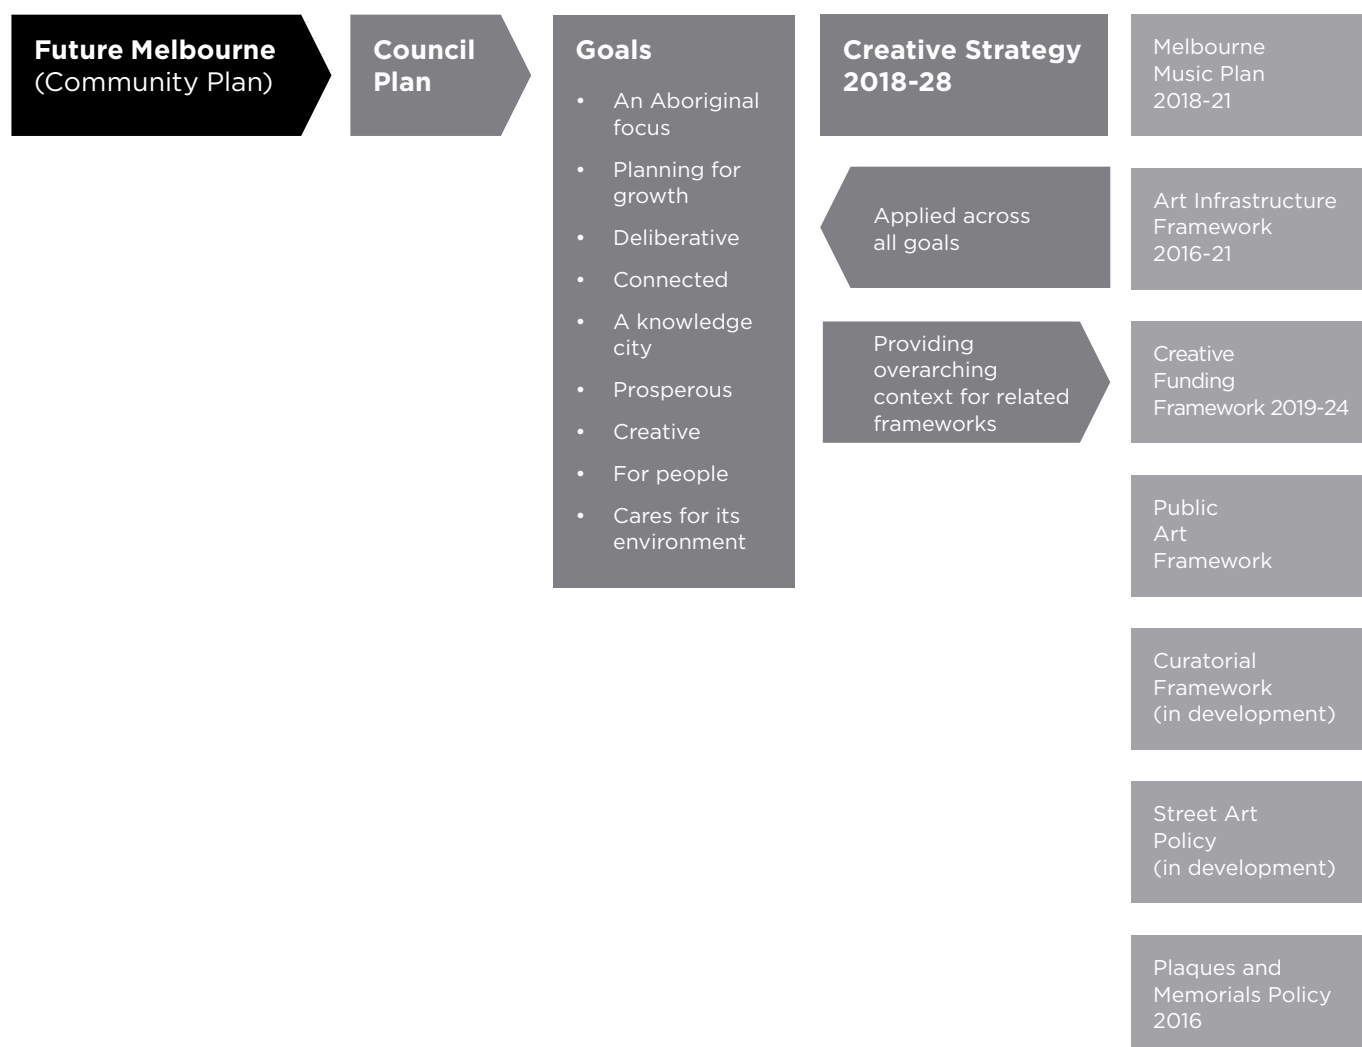 Future Melbourne
(Community Plan)
Council
Plan
Goals
• An Aboriginal
focus
• Planning for
growth
• Deliberative
• Connected
• A knowledge
city
• Prosperous
• Creative
• For people
• Cares for its
environment
Creative Strategy
2018-28
Applied across
all goals
Providing
overarching
context for related
frameworks
Melbourne
Music Plan
2018-21
Art Infrastructure
Framework
2016-21
Creative
Funding
Framework 2019-24
Public
Art
Framework
Curatorial
Framework
(in development)
Street Art
Policy
(in development)
Plaques and
Memorials Policy
2016